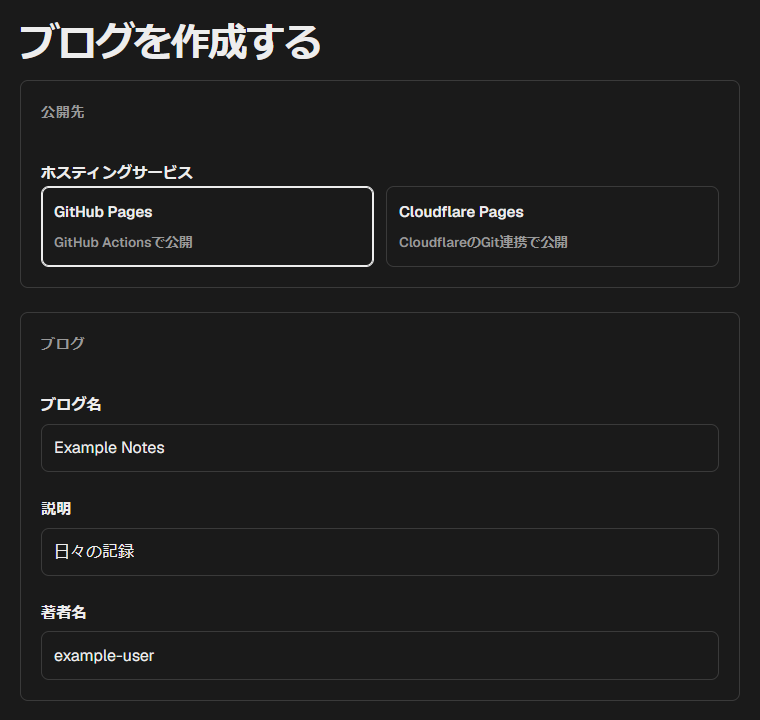 ブログを作成する
公開先
ホスティングサービス
GitHub Pages
GitHub Actionsで公開
Cloudflare Pages
CloudflareのGit連携で公開
ブログ
ブログ名
Example Notes
説明
日々の記録
著者名
example-user